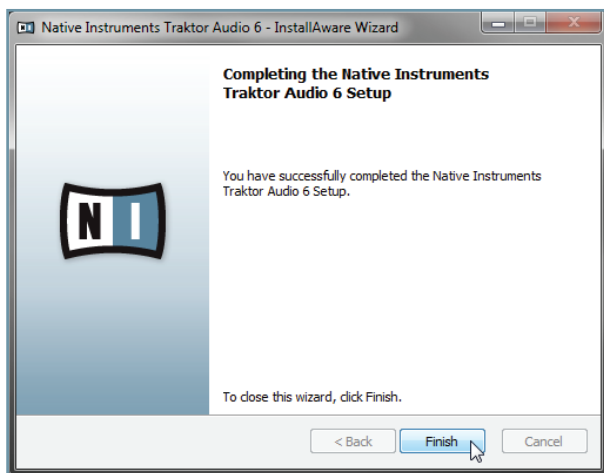 Native Instruments Traktor Audio 6 - InstallAware Wizard
Completing the Native Instruments
Traktor Audio 6 Setup
You have successfully completed the Native Instruments
Traktor Audio 6 Setup.
N I
To close this wizard, click Finish.
< Back
Finish
Cancel